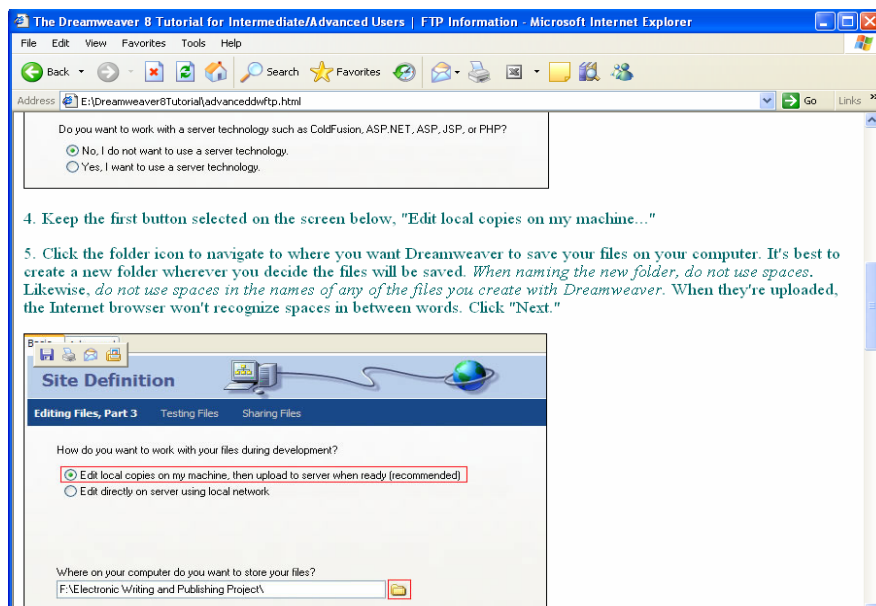 The Dreamweaver 8 Tutorial for Intermediate/Advanced Users | FTP Information - Microsoft Internet Explorer
File Edit View Favorites Tools Help
Back Search Favorites
Address E:\Dreamweaver8Tutorial\advanceddwftp.html Go Links »
Do you want to work with a server technology such as ColdFusion, ASP.NET, ASP, JSP, or PHP?
No, I do not want to use a server technology.
Yes, I want to use a server technology.
4. Keep the first button selected on the screen below, "Edit local copies on my machine..."
5. Click the folder icon to navigate to where you want Dreamweaver to save your files on your computer. It's best to
create a new folder wherever you decide the files will be saved. When naming the new folder, do not use spaces.
Likewise, do not use spaces in the names of any of the files you create with Dreamweaver. When they're uploaded,
the Internet browser won't recognize spaces in between words. Click "Next."
Site Definition
Editing Files, Part 3 Testing Files Sharing Files
How do you want to work with your files during development?
Edit local copies on my machine, then upload to server when ready (recommended)
Edit directly on server using local network
Where on your computer do you want to store your files?
F:\Electronic Writing and Publishing Project\